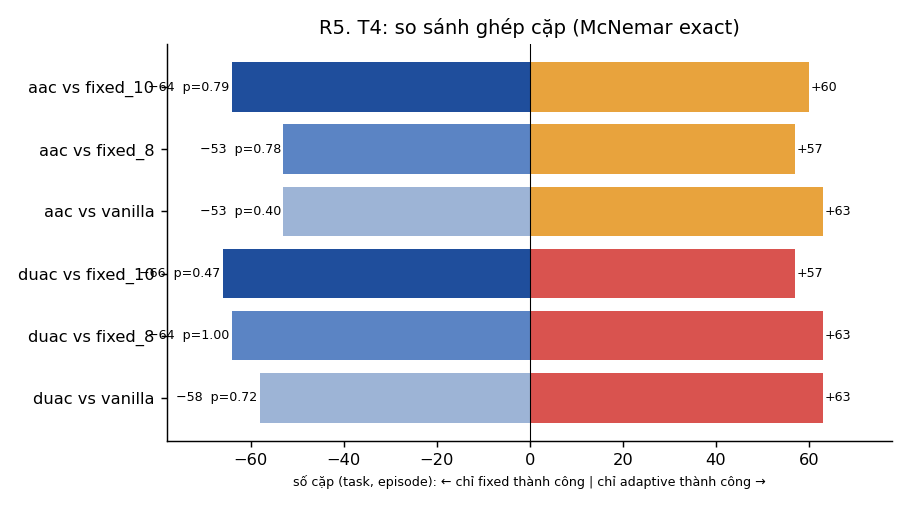 R5. T4: so sánh ghép cặp (McNemar exact)
aac vs fixed_10 −64 p=0.79 +60
aac vs fixed_8 −53 p=0.78 +57
aac vs vanilla −53 p=0.40 +63
duac vs fixed_10 −66 p=0.47 +57
duac vs fixed_8 −64 p=1.00 +63
duac vs vanilla −58 p=0.72 +63
−60 −40 −20 0 20 40 60
số cặp (task, episode): ← chỉ fixed thành công | chỉ adaptive thành công →